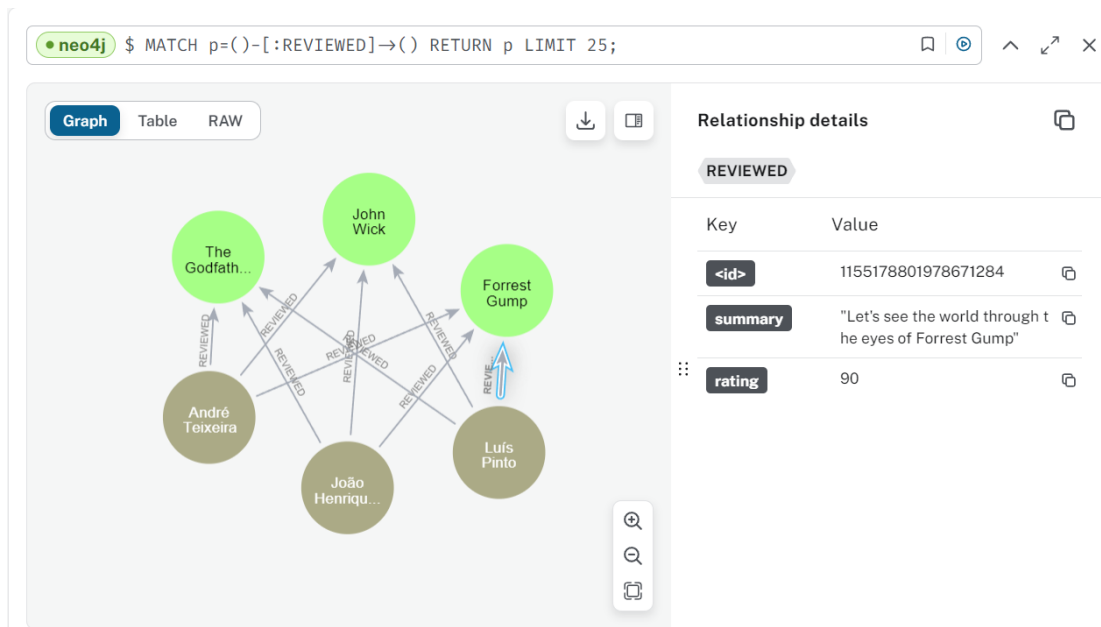 neo4j $ MATCH p=()-[:REVIEWED]→() RETURN p LIMIT 25;
Graph Table RAW
Relationship details
REVIEWED
Key Value
<id> 1155178801978671284
summary "Let's see the world through t
he eyes of Forrest Gump"
rating 90
John
Wick
The
Godfath...
Forrest
Gump
REVIEWED
REVIEWED
REVIEWED
REVIEWED
REVIEWED
REVIEWED
REVIEWED
REVIEWED
REVIE...
André
Teixeira
Luís
Pinto
João
Henriqu...